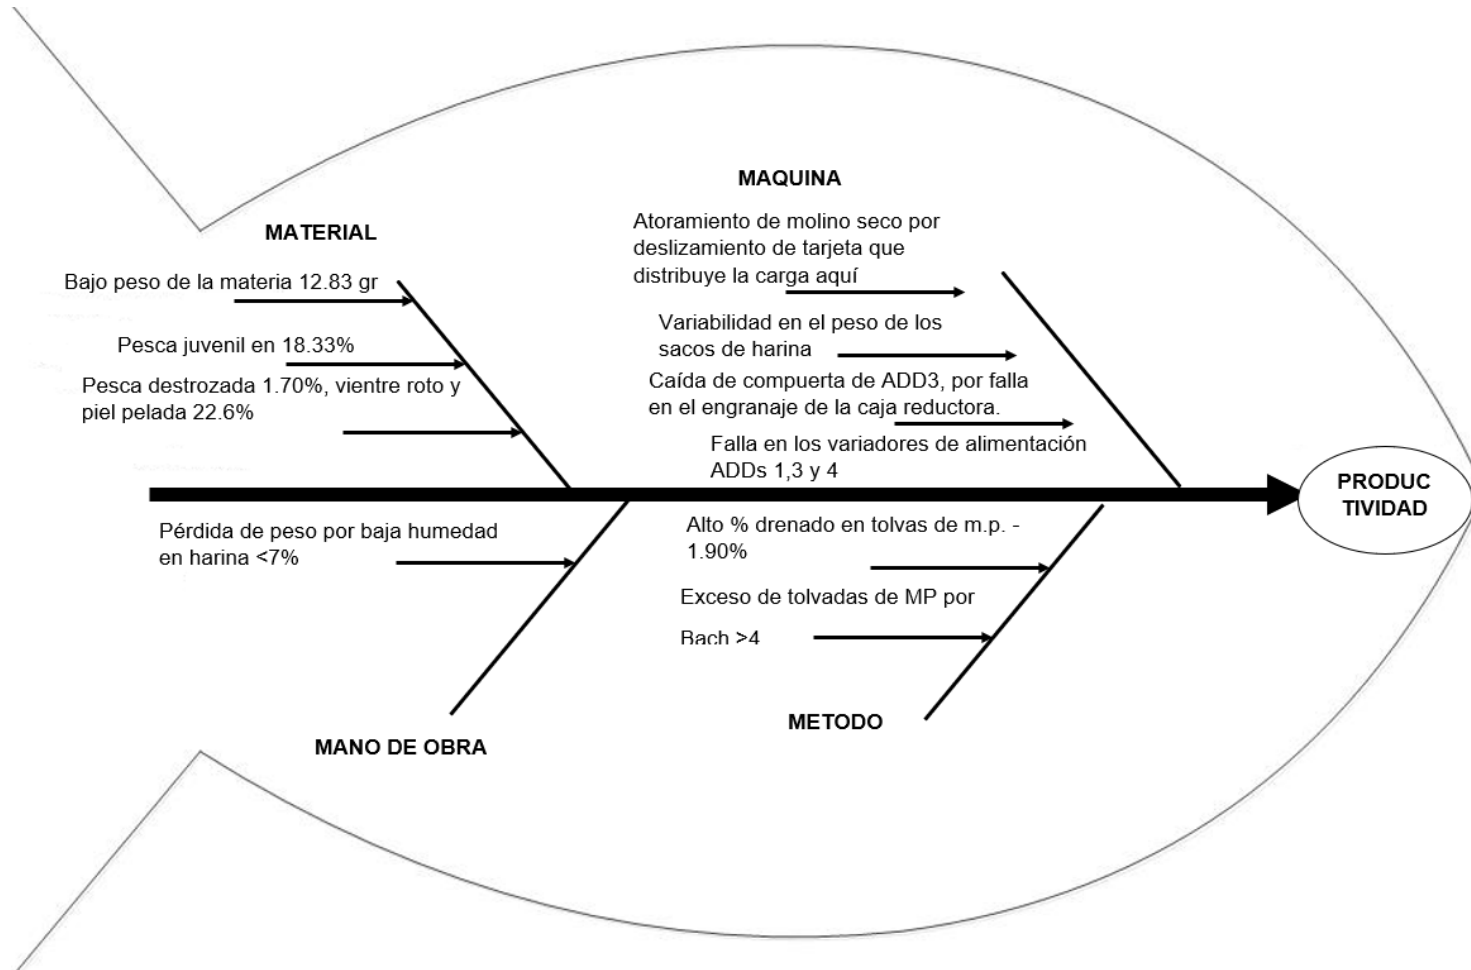 MATERIAL
Bajo peso de la materia 12.83 gr
Pesca juvenil en 18.33%
Pesca destrozada 1.70%, vientre roto y
piel pelada 22.6%
MAQUINA
Atoramiento de molino seco por
deslizamiento de tarjeta que
distribuye la carga aquí
Variabilidad en el peso de los
sacos de harina
Caída de compuerta de ADD3, por falla
en el engranaje de la caja reductora.
Falla en los variadores de alimentación
ADDs 1,3 y 4
PRODUC
TIVIDAD
Pérdida de peso por baja humedad
en harina <7%
MANO DE OBRA
Alto % drenado en tolvas de m.p. -
1.90%
Exceso de tolvadas de MP por
Bach >4
METODO